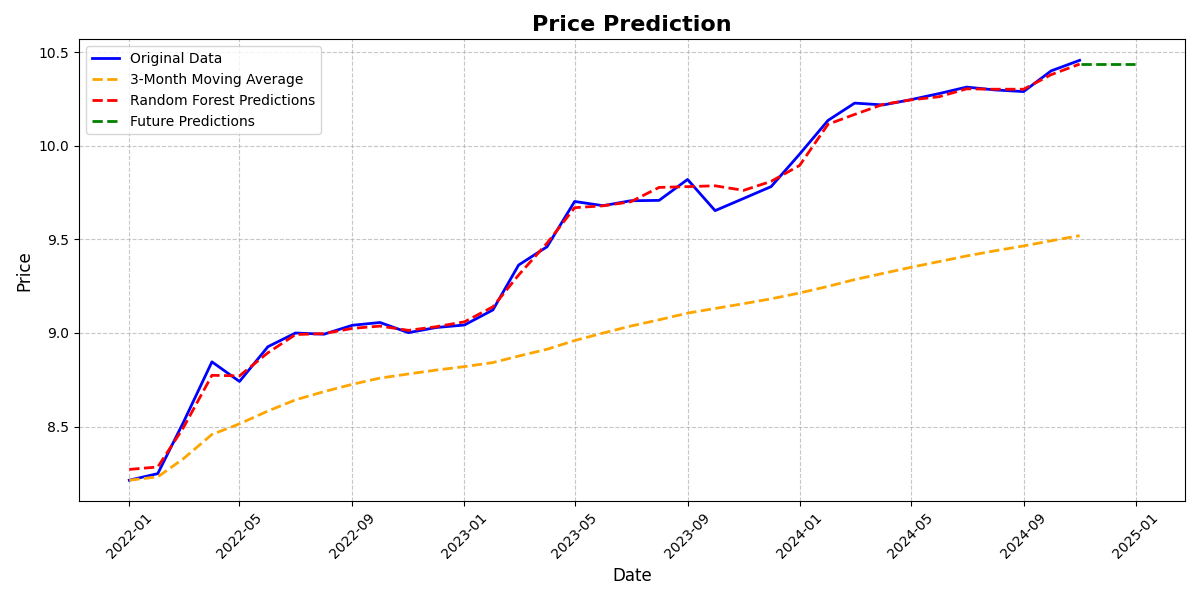 Price Prediction
Original Data
3-Month Moving Average
Random Forest Predictions
Future Predictions
Price
10.5
10.0
9.5
9.0
8.5
2022-01
2022-05
2022-09
2023-01
2023-05
2023-09
2024-01
2024-05
2024-09
2025-01
Date